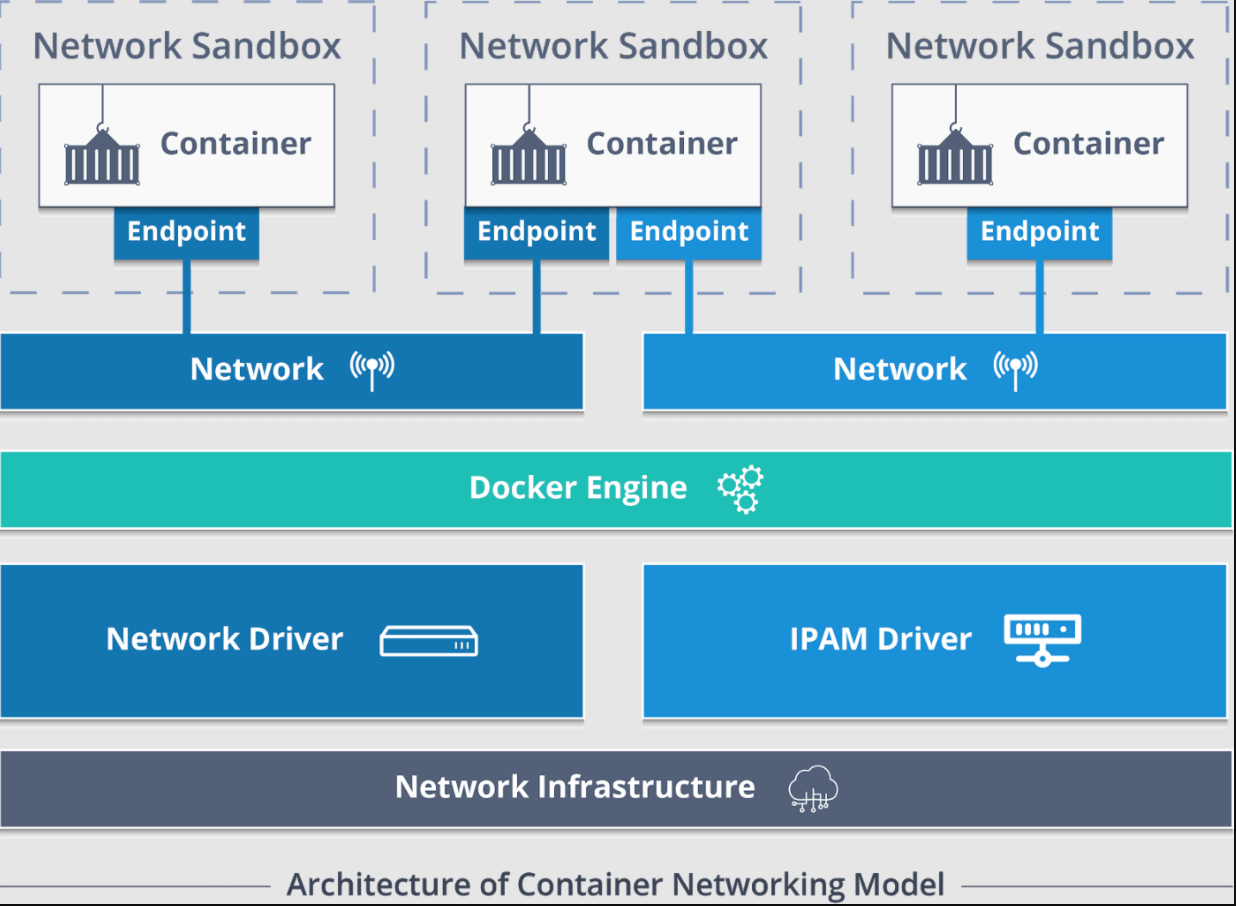 Network Sandbox
Network Sandbox
Network Sandbox
Container
Container
Container
Endpoint
Endpoint
Endpoint
Endpoint
Network
Network
Docker Engine
Network Driver
IPAM Driver
Network Infrastructure
Architecture of Container Networking Model